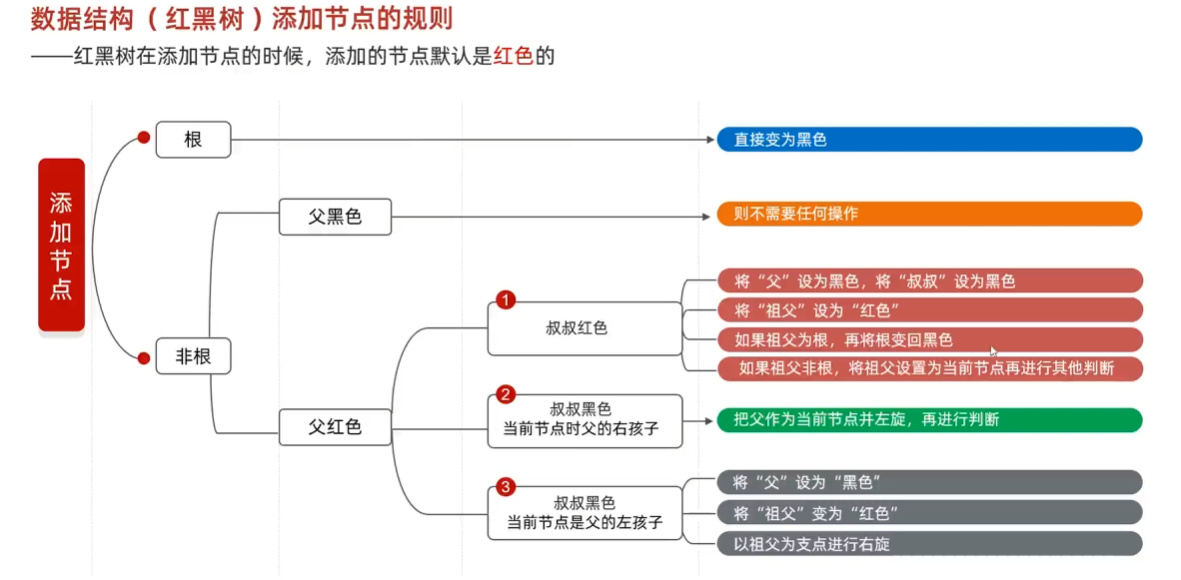 数据结构（红黑树）添加节点的规则
——红黑树在添加节点的时候，添加的节点默认是红色的
添加节点
根
直接变为黑色
非根
父黑色
则不需要任何操作
父红色
1
叔叔红色
将“父”设为黑色，将“叔叔”设为黑色
将“祖父”设为“红色”
如果祖父为根，再将根变回黑色
如果祖父非根，将祖父设置为当前节点再进行其他判断
2
叔叔黑色
当前节点时父的右孩子
把父作为当前节点并左旋，再进行判断
3
叔叔黑色
当前节点是父的左孩子
将“父”设为“黑色”
将“祖父”变为“红色”
以祖父为支点进行右旋